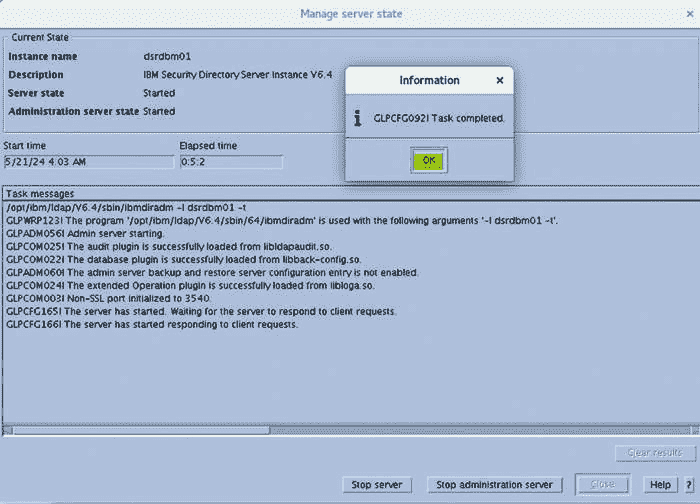 Manage server state
Current State
Instance name dsrdbm01
Description IBM Security Directory Server Instance V6.4
Server state Started
Administration server state Started
Information
GLPCFG092I Task completed.
OK
Start time Elapsed time
5/21/24 4.03 AM 0:5:2
Task messages
/opt/ibm/ldap/V6.4/sbin/ibmdiradm -I dsrdbm01 -t
GLPWRP123I The program '/opt/ibm/ldap/V6.4/sbin/64/ibmdiradm' is used with the following arguments '-I dsrdbm01 -t'.
GLPADM056I Admin server starting.
GLPCOM025I The audit plugin is successfully loaded from libldapaudit.so.
GLPCOM022I The database plugin is successfully loaded from libback-config.so.
GLPADM060I The admin server backup and restore server configuration entry is not enabled.
GLPCOM024I The extended Operation plugin is successfully loaded from libloga.so.
GLPCOM003I Non-SSL port initialized to 3540.
GLPCFG165I The server has started. Waiting for the server to respond to client requests.
GLPCFG166I The server has started responding to client requests.
Clear results
Stop server Stop administration server Close Help ?